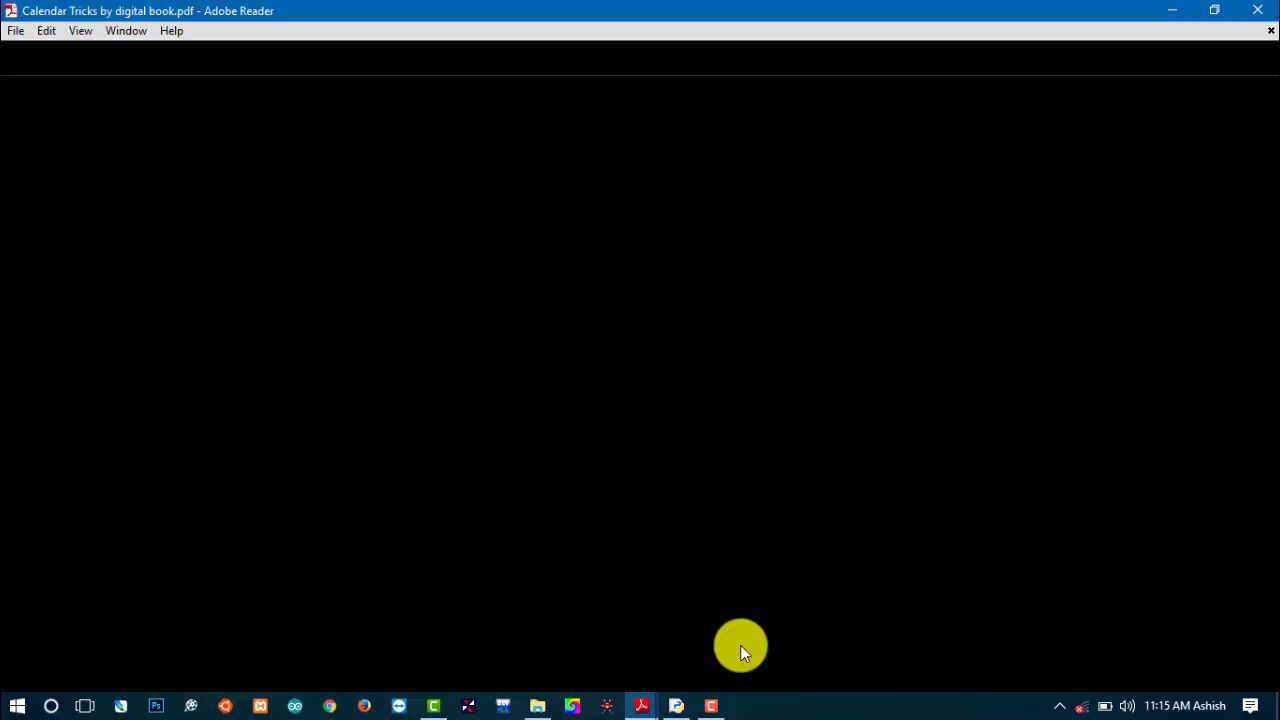 Calendar Tricks by digital book.pdf - Adobe Reader
File Edit View Window Help
11:15 AM Ashish